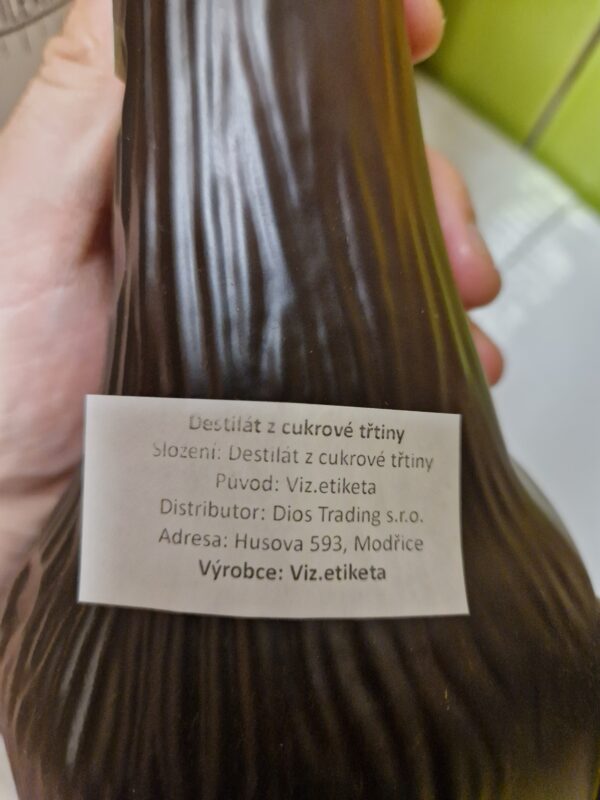 Destilát z cukrové třtiny
Složení: Destilát z cukrové třtiny
Původ: Viz.etiketa
Distributor: Dios Trading s.r.o.
Adresa: Husova 593, Modřice
Výrobce: Viz.etiketa